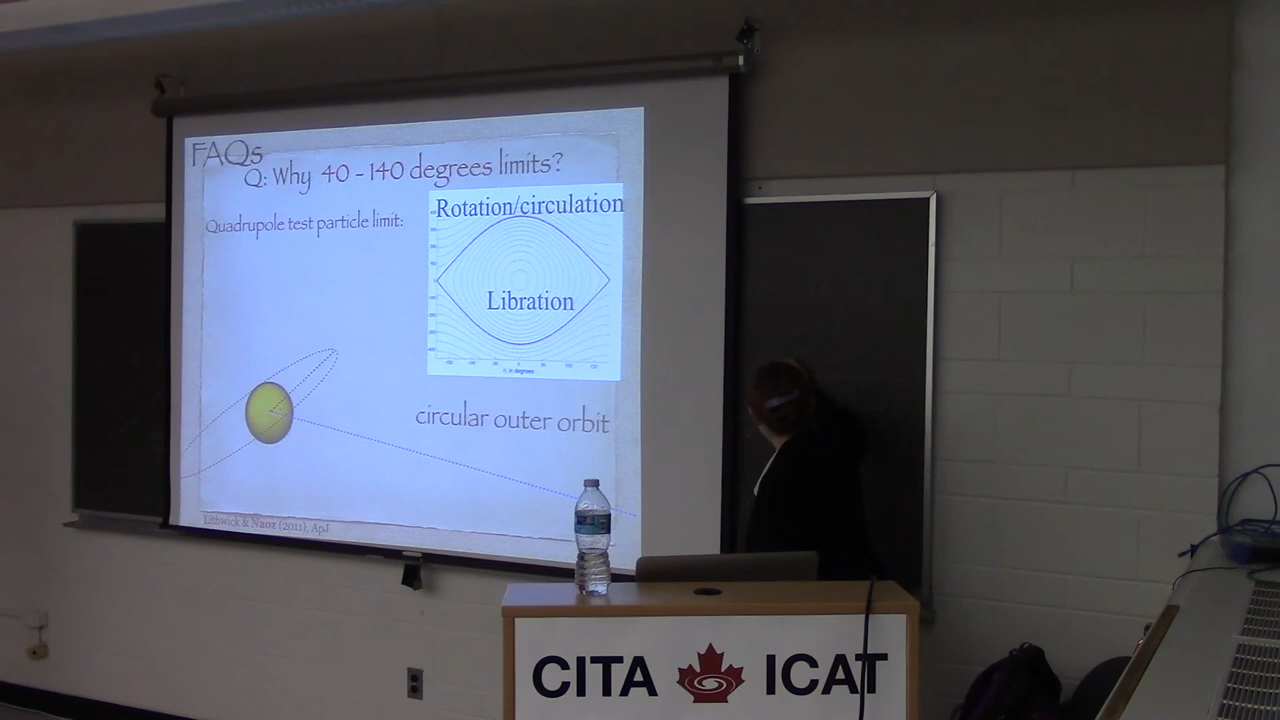 FAQs
Q: Why 40 - 140 degrees limits?
Quadrupole test particle limit:
Rotation/circulation
Libration
circular outer orbit
Lithwick & Naoz (2011), ApJ
CITA ICAT